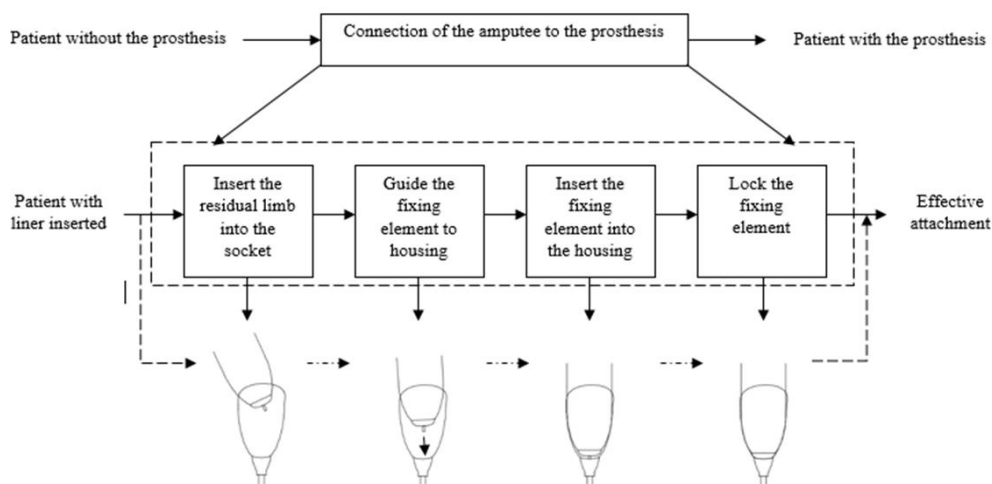 Patient without the prosthesis
Connection of the amputee to the prosthesis
Patient with the prosthesis
Patient with
liner inserted
Insert the
residual limb
into the
socket
Guide the
fixing
element to
housing
Insert the
fixing
element into
the housing
Lock the
fixing
element
Effective
attachment